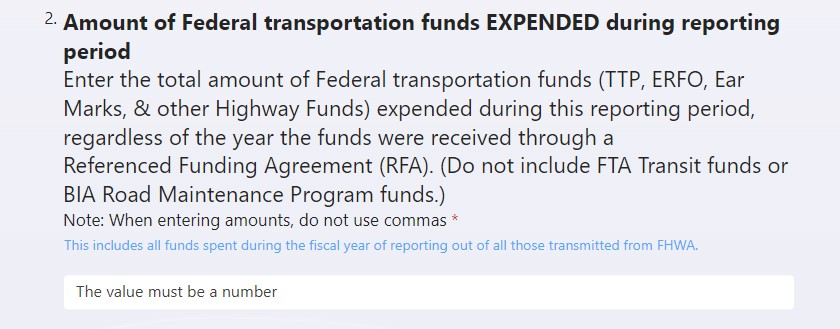 2. Amount of Federal transportation funds EXPENDED during reporting
period
Enter the total amount of Federal transportation funds (TTP, ERFO, Ear
Marks, & other Highway Funds) expended during this reporting period,
regardless of the year the funds were received through a
Referenced Funding Agreement (RFA). (Do not include FTA Transit funds or
BIA Road Maintenance Program funds.)
Note: When entering amounts, do not use commas *
This includes all funds spent during the fiscal year of reporting out of all those transmitted from FHWA.
The value must be a number